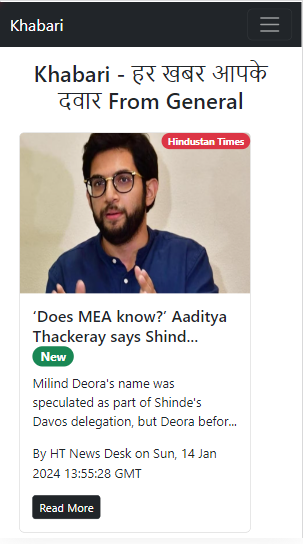 Khabari
Khabari - हर खबर आपके
दवार From General
Hindustan Times
‘Does MEA know?’ Aaditya
Thackeray says Shind...
New
Milind Deora's name was
speculated as part of Shinde's
Davos delegation, but Deora befor...
By HT News Desk on Sun, 14 Jan
2024 13:55:28 GMT
Read More